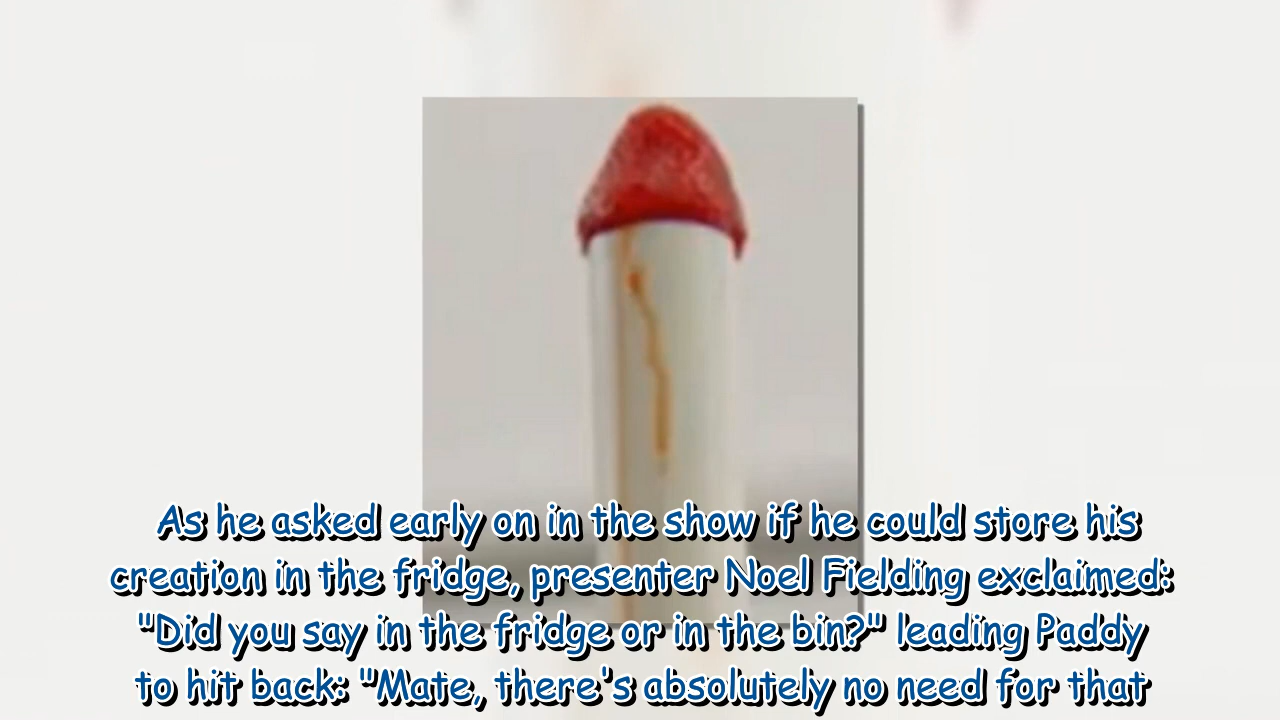 As he asked early on in the show if he could store his
creation in the fridge, presenter Noel Fielding exclaimed:
"Did you say in the fridge or in the bin?" leading Paddy
to hit back: "Mate, there's absolutely no need for that